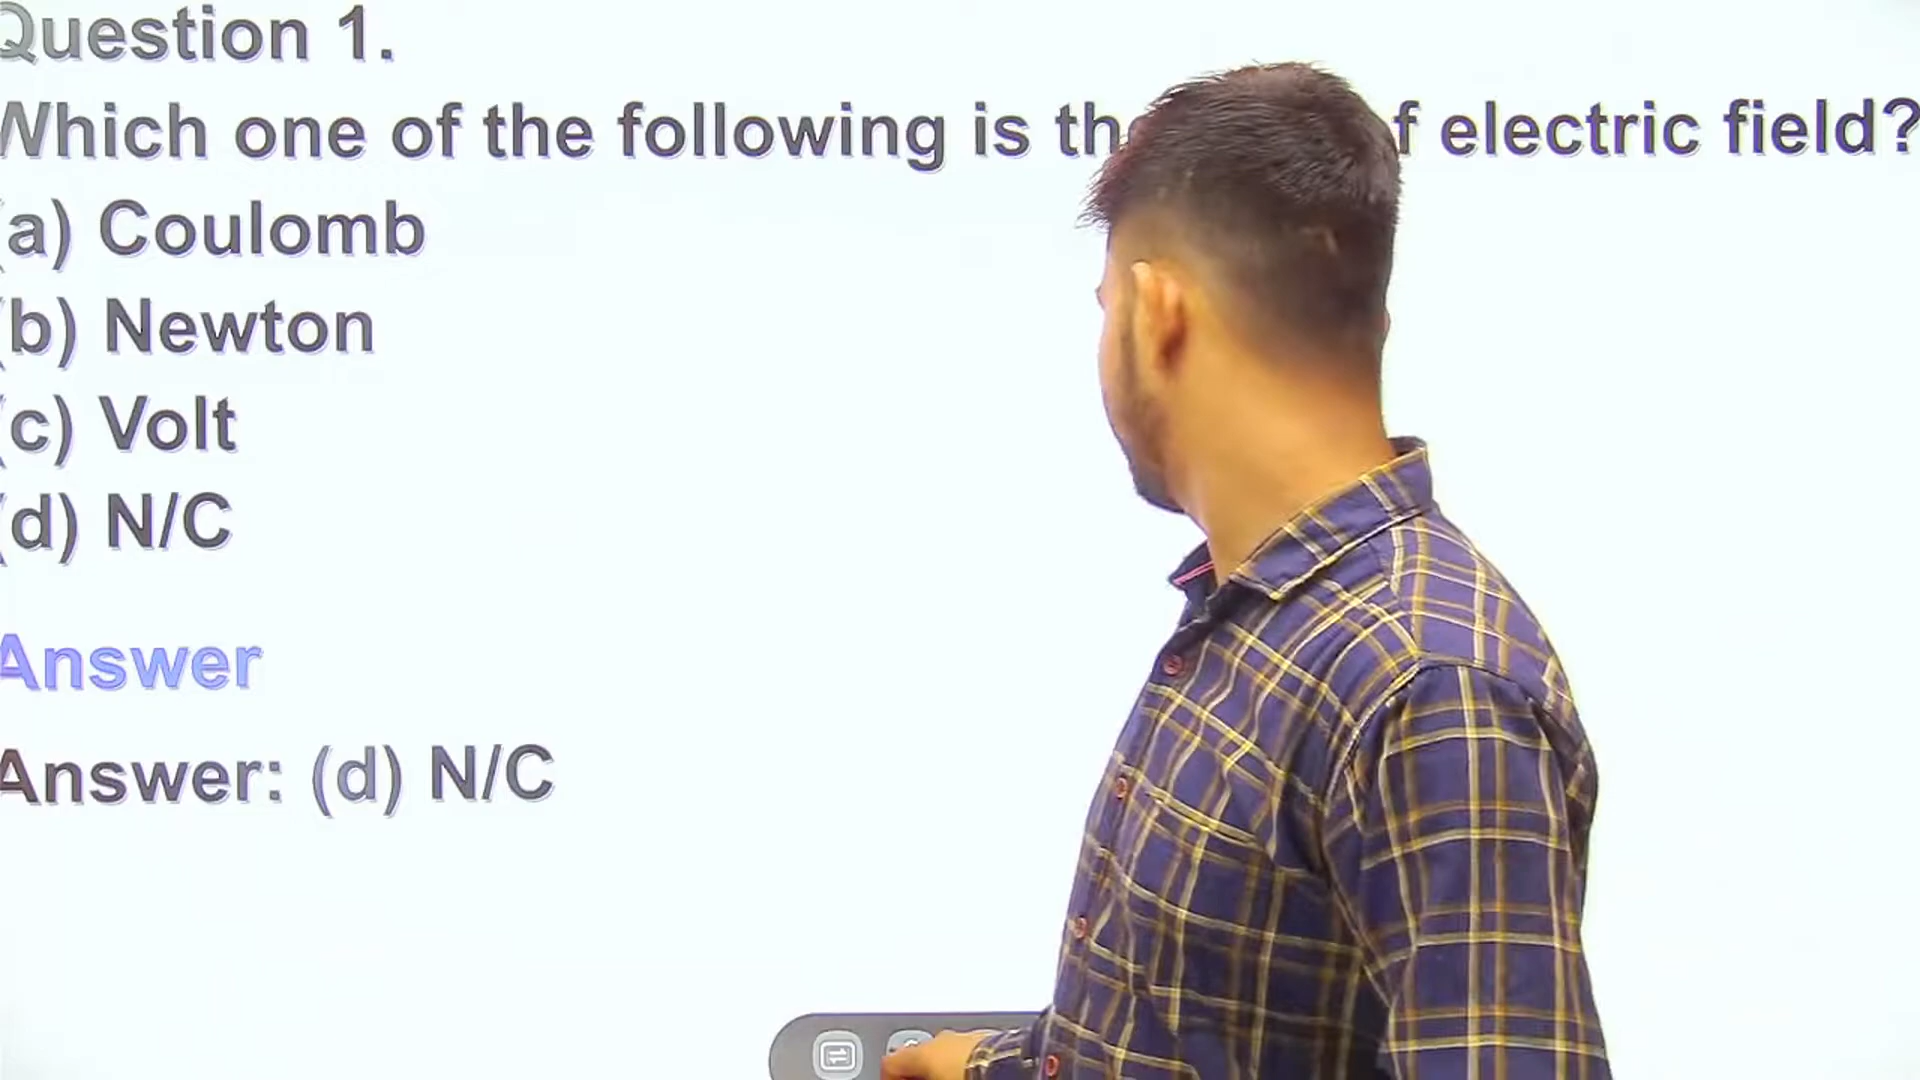 Question 1.
Which one of the following is th f electric field?
(a) Coulomb
(b) Newton
(c) Volt
(d) N/C
Answer
Answer: (d) N/C